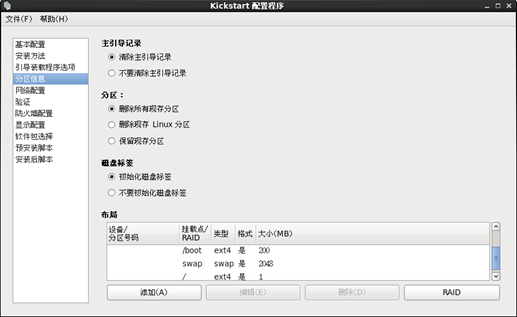 Kickstart 配置程序
文件(F) 帮助(H)
基本配置
安装方法
引导装载程序选项
分区信息
网络配置
验证
防火墙配置
显示配置
软件包选择
预安装脚本
安装后脚本
主引导记录
清除主引导记录
不要清除主引导记录
分区：
删除所有现存分区
删除现存 Linux 分区
保留现存分区
磁盘标签
初始化磁盘标签
不要初始化磁盘标签
布局
设备/ 挂载点/
分区号码 RAID 类型 格式 大小(MB)
/boot ext4 是 200
swap swap 是 2048
/ ext4 是 1
添加(A) 编辑(E) 删除(D) RAID